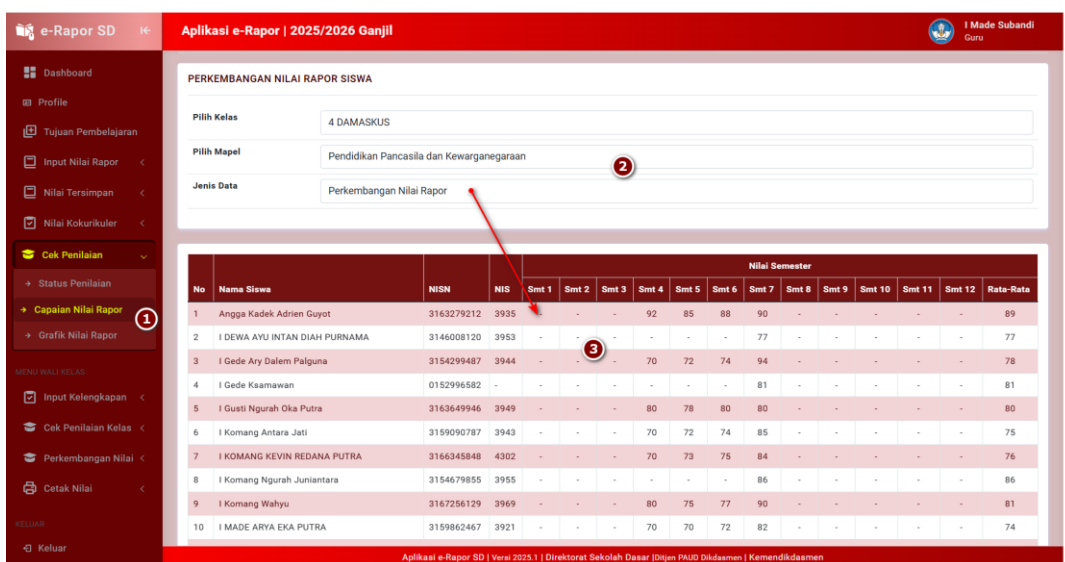 e-Rapor SD
Aplikasi e-Rapor | 2025/2026 Ganjil
I Made Subandi
Guru
Dashboard
Profile
Tujuan Pembelajaran
Input Nilai Rapor
Nilai Tersimpan
Nilai Kokurikuler
Cek Penilaian
Status Penilaian
Capaian Nilai Rapor
1
Grafik Nilai Rapor
MENU WALI KELAS
Input Kelengkapan
Cek Penilaian Kelas
Perkembangan Nilai
Cetak Nilai
KELUAR
Keluar
PERKEMBANGAN NILAI RAPOR SISWA
Pilih Kelas 4 DAMASKUS
Pilih Mapel Pendidikan Pancasila dan Kewarganegaraan
2
Jenis Data Perkembangan Nilai Rapor
Nilai Semester
No Nama Siswa NISN NIS Smt 1 Smt 2 Smt 3 Smt 4 Smt 5 Smt 6 Smt 7 Smt 8 Smt 9 Smt 10 Smt 11 Smt 12 Rata-Rata
1 Angga Kadek Adrien Guyot 3163279212 3935 - - - 92 85 88 90 - - - - - 89
2 I DEWA AYU INTAN DIAH PURNAMA 3146008120 3953 - - - - - - 77 - - - - - 77
3
3 I Gede Ary Dalem Palguna 3154299487 3944 - - - 70 72 74 94 - - - - - 78
4 I Gede Ksamawan 0152996582 - - - - - - - 81 - - - - - 81
5 I Gusti Ngurah Oka Putra 3163649946 3949 - - - 80 78 80 80 - - - - - 80
6 I Komang Antara Jati 3159090787 3943 - - - 70 72 74 85 - - - - - 75
7 I KOMANG KEVIN REDANA PUTRA 3166345848 4302 - - - 70 73 75 84 - - - - - 76
8 I Komang Ngurah Juniantara 3154679855 3955 - - - - - - 86 - - - - - 86
9 I Komang Wahyu 3167256129 3969 - - - 80 75 77 90 - - - - - 81
10 I MADE ARYA EKA PUTRA 3159862467 3921 - - - 70 70 72 82 - - - - - 74
Aplikasi e-Rapor SD | Versi 2025.1 | Direktorat Sekolah Dasar |Ditjen PAUD Dikdasmen | Kemendikdasmen